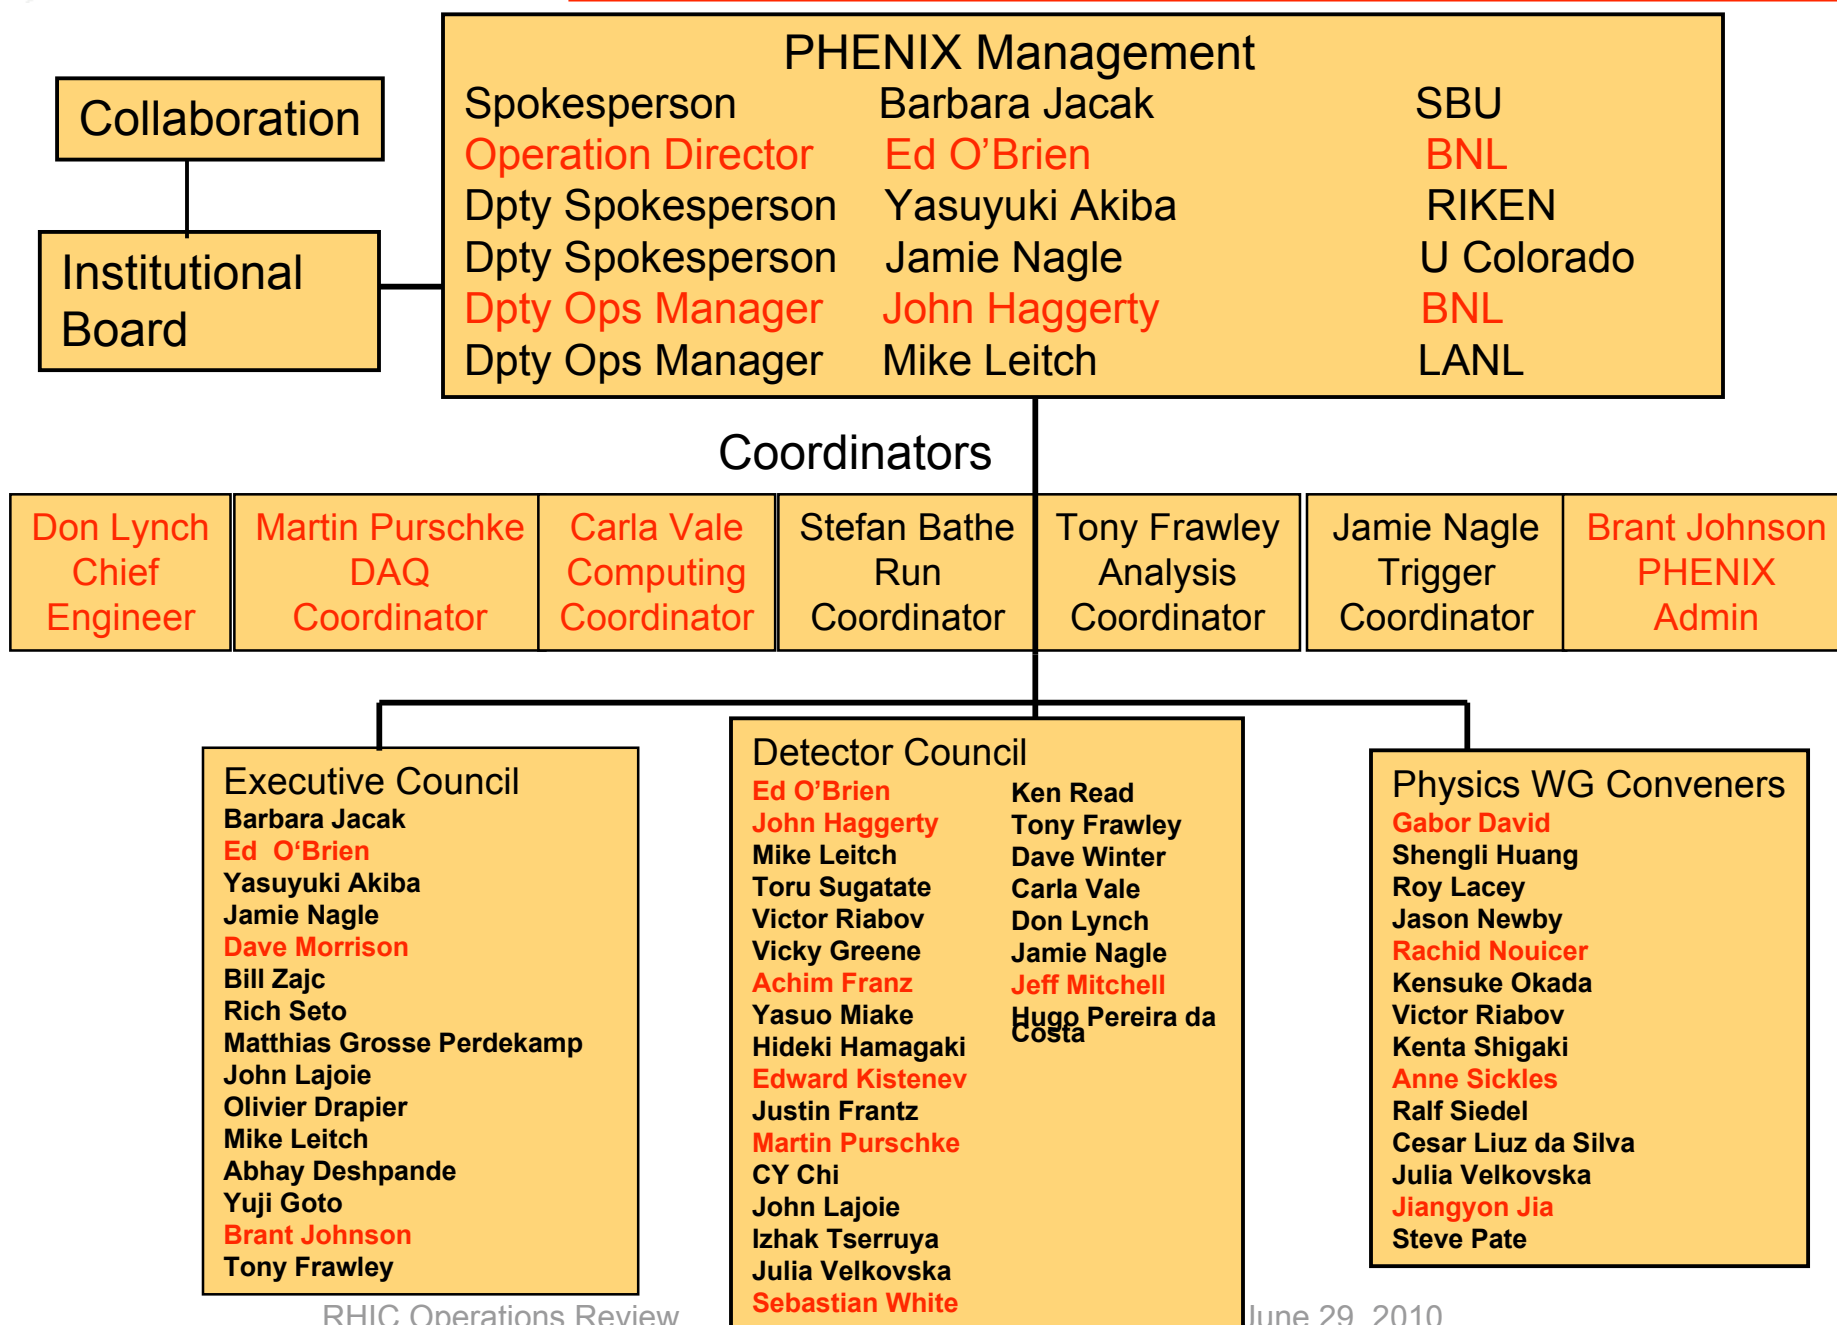 PHENIX Management
Spokesperson Barbara Jacak SBU
Operation Director Ed O’Brien BNL
Dpty Spokesperson Yasuyuki Akiba RIKEN
Dpty Spokesperson Jamie Nagle U Colorado
Dpty Ops Manager John Haggerty BNL
Dpty Ops Manager Mike Leitch LANL
Collaboration
Institutional
Board
Coordinators
Don Lynch
Chief
Engineer
Martin Purschke
DAQ
Coordinator
Carla Vale
Computing
Coordinator
Stefan Bathe
Run
Coordinator
Tony Frawley
Analysis
Coordinator
Jamie Nagle
Trigger
Coordinator
Brant Johnson
PHENIX
Admin
Executive Council
Barbara Jacak
Ed O‘Brien
Yasuyuki Akiba
Jamie Nagle
Dave Morrison
Bill Zajc
Rich Seto
Matthias Grosse Perdekamp
John Lajoie
Olivier Drapier
Mike Leitch
Abhay Deshpande
Yuji Goto
Brant Johnson
Tony Frawley
Detector Council
Ed O’Brien
John Haggerty
Mike Leitch
Toru Sugatate
Victor Riabov
Vicky Greene
Achim Franz
Yasuo Miake
Hideki Hamagaki
Edward Kistenev
Justin Frantz
Martin Purschke
CY Chi
John Lajoie
Izhak Tserruya
Julia Velkovska
Sebastian White
Ken Read
Tony Frawley
Dave Winter
Carla Vale
Don Lynch
Jamie Nagle
Jeff Mitchell
Hugo Pereira da
Costa
Physics WG Conveners
Gabor David
Shengli Huang
Roy Lacey
Jason Newby
Rachid Nouicer
Kensuke Okada
Victor Riabov
Kenta Shigaki
Anne Sickles
Ralf Siedel
Cesar Liuz da Silva
Julia Velkovska
Jiangyon Jia
Steve Pate
RHIC Operations Review June 29, 2010